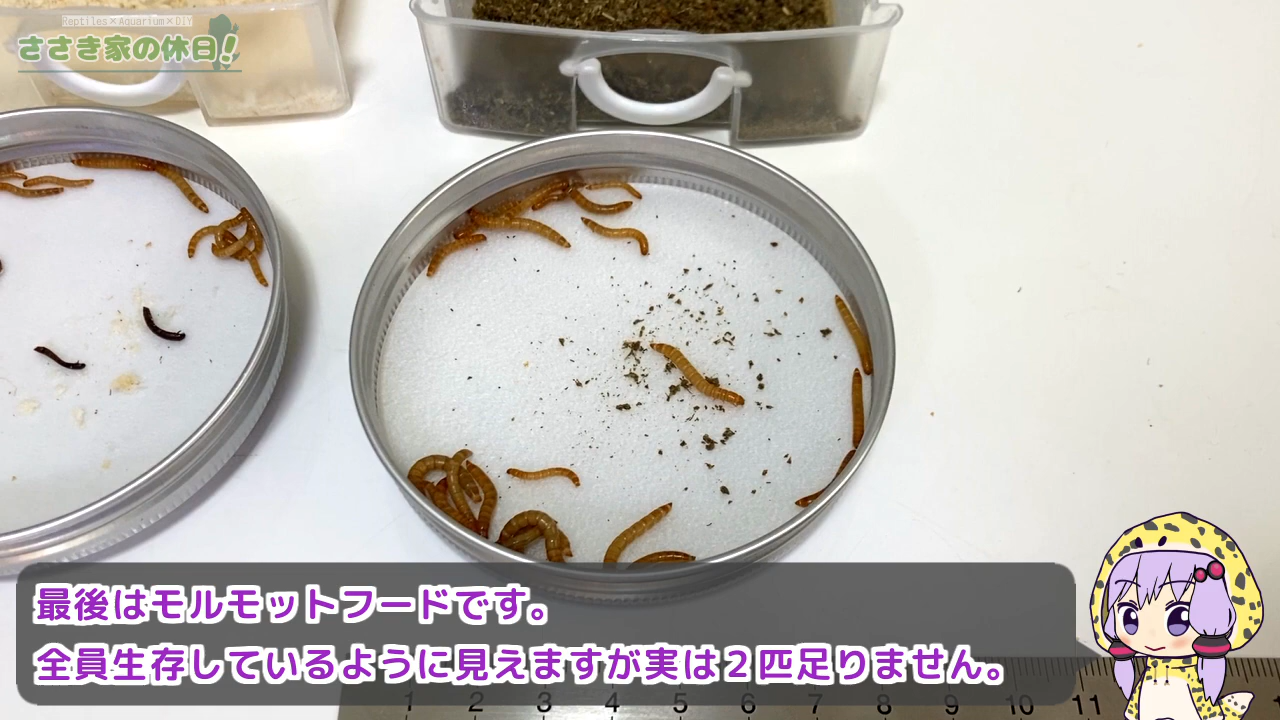 Reptiles×Aquarium×DIY
ささき家の休日!
最後はモルモットフードです。
全員生存しているように見えますが実は2匹足りません。
1 2 3 4 5 6 7 8 9 10 11